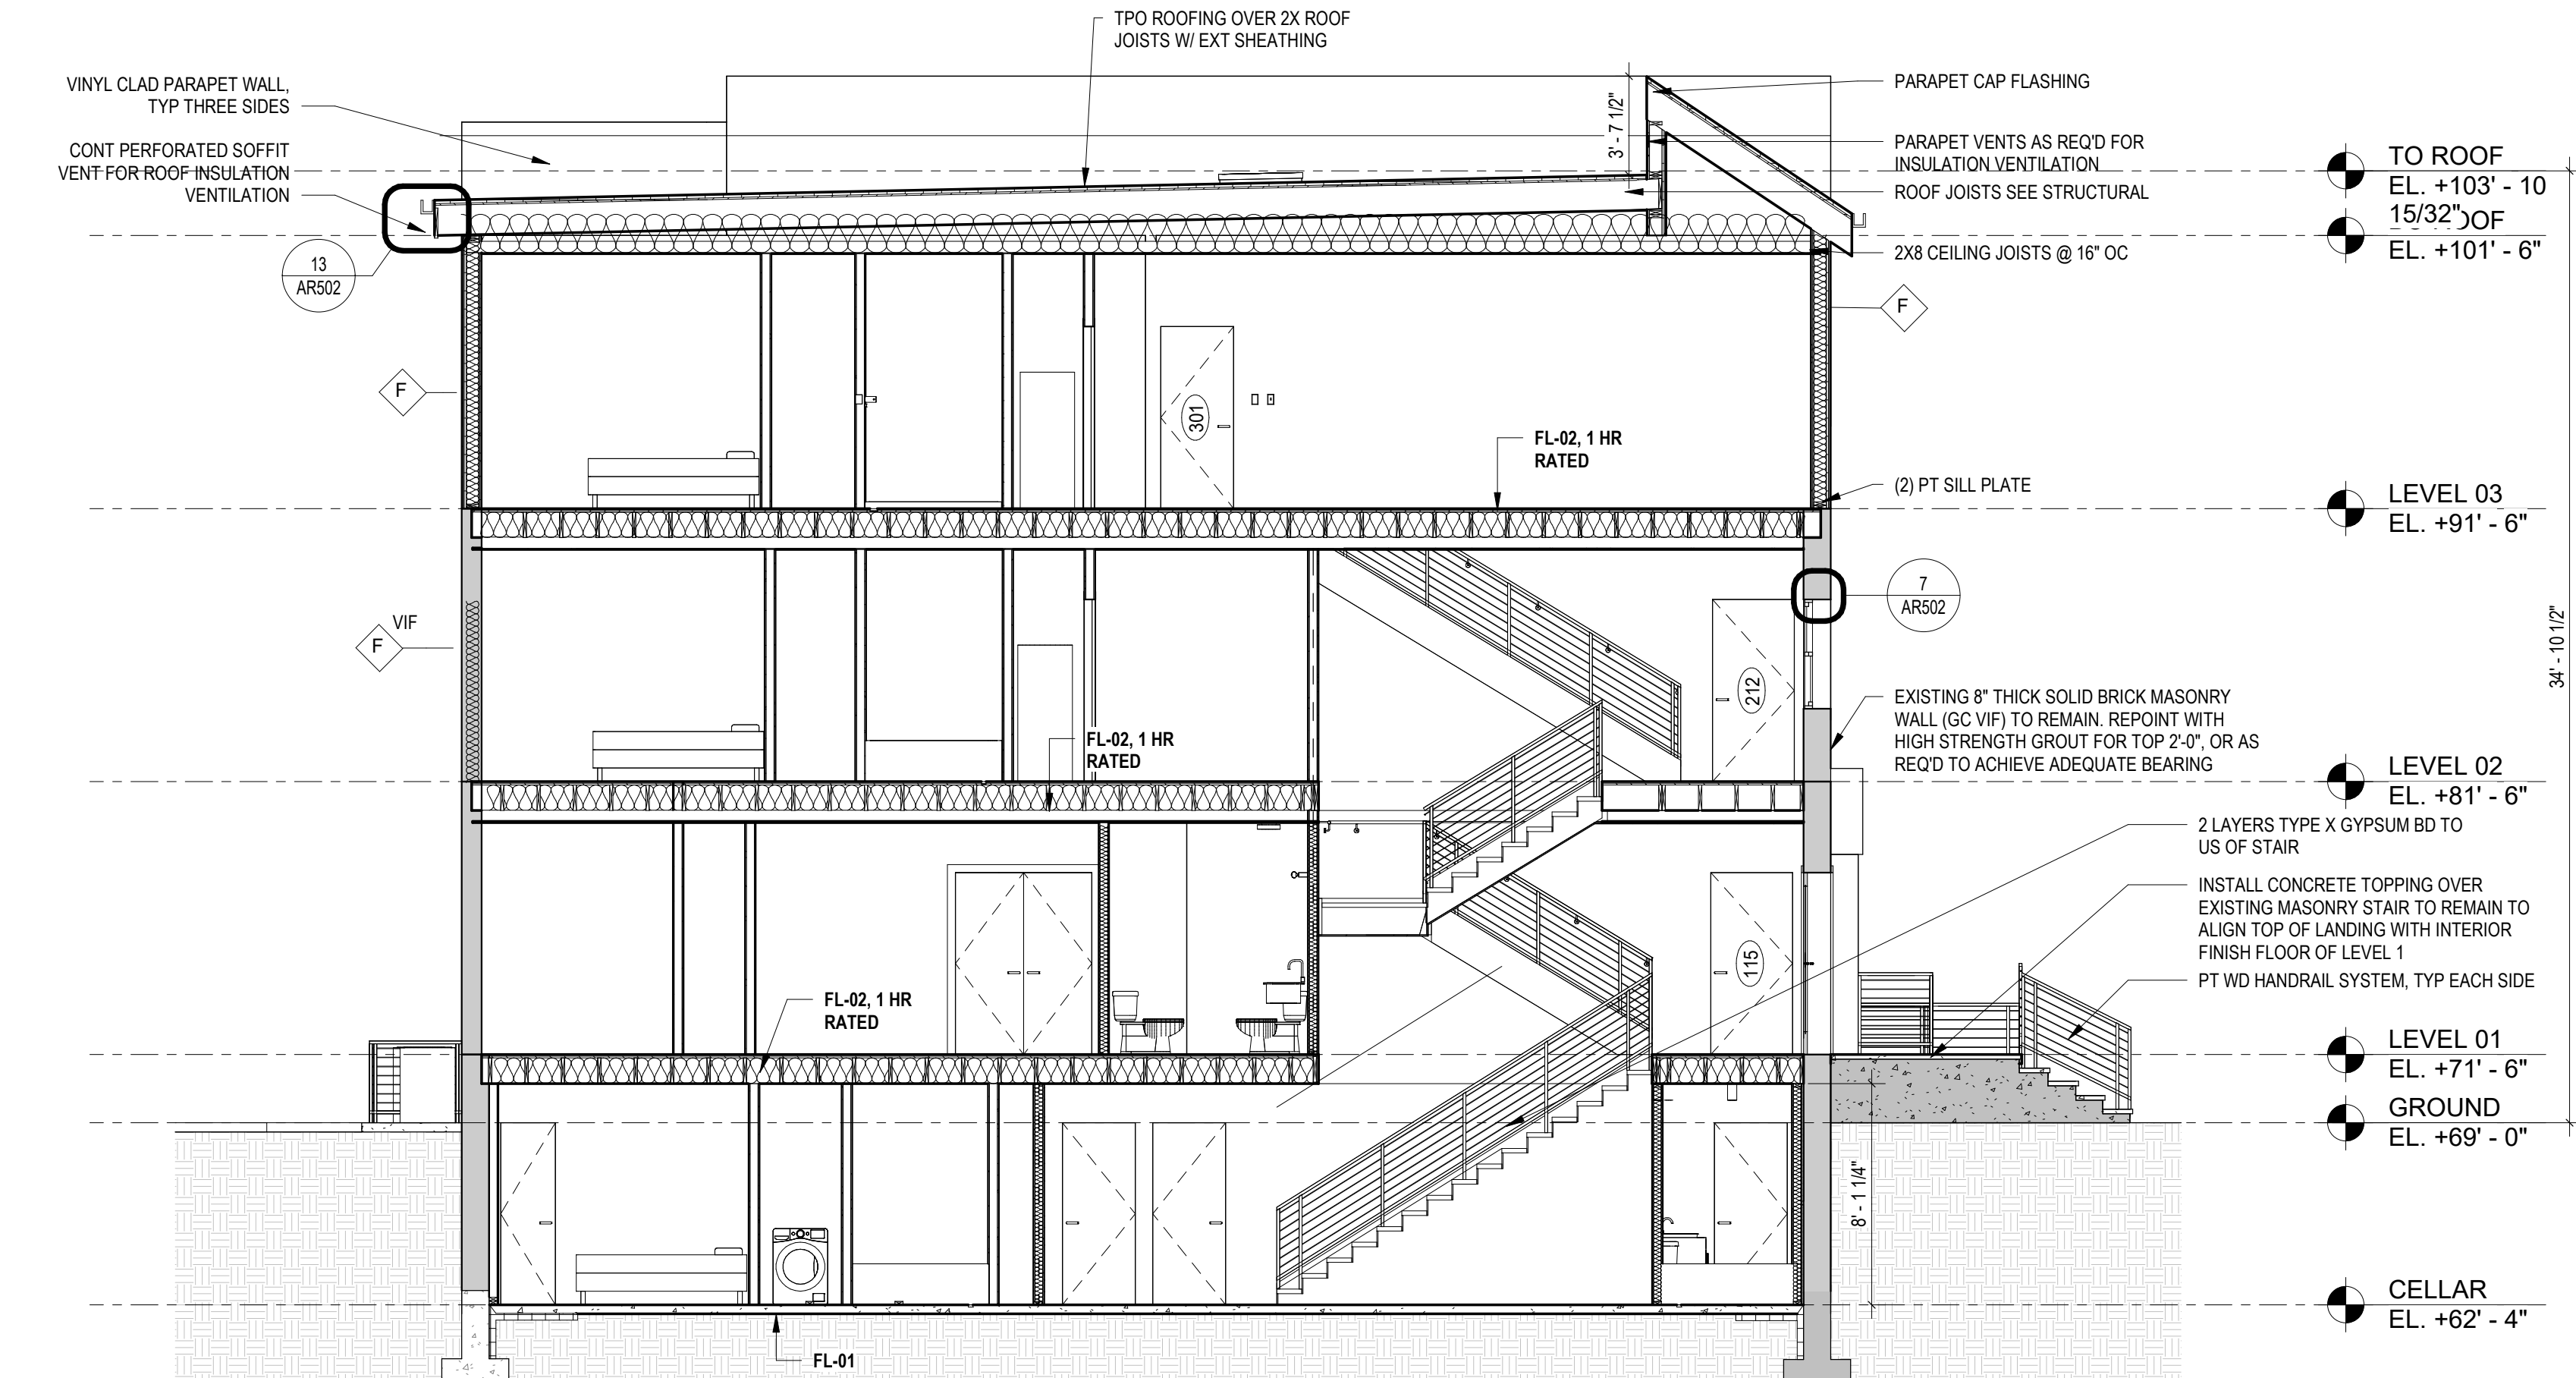 TPO ROOFING OVER 2X ROOF
JOISTS W/ EXT SHEATHING
VINYL CLAD PARAPET WALL,
TYP THREE SIDES
CONT PERFORATED SOFFIT
VENT FOR ROOF INSULATION
VENTILATION
13
AR502
3' - 7 1/2"
PARAPET CAP FLASHING
PARAPET VENTS AS REQ'D FOR
INSULATION VENTILATION
ROOF JOISTS SEE STRUCTURAL
2X8 CEILING JOISTS @ 16" OC
TO ROOF
EL. +103' - 10
15/32"
ROOF
EL. +101' - 6"
F
F
301
FL-02, 1 HR
RATED
(2) PT SILL PLATE
LEVEL 03
EL. +91' - 6"
7
AR502
VIF
F
212
34' - 10 1/2"
EXISTING 8" THICK SOLID BRICK MASONRY
WALL (GC VIF) TO REMAIN. REPOINT WITH
HIGH STRENGTH GROUT FOR TOP 2'-0", OR AS
REQ'D TO ACHIEVE ADEQUATE BEARING
FL-02, 1 HR
RATED
LEVEL 02
EL. +81' - 6"
2 LAYERS TYPE X GYPSUM BD TO
US OF STAIR
INSTALL CONCRETE TOPPING OVER
EXISTING MASONRY STAIR TO REMAIN TO
ALIGN TOP OF LANDING WITH INTERIOR
FINISH FLOOR OF LEVEL 1
PT WD HANDRAIL SYSTEM, TYP EACH SIDE
115
FL-02, 1 HR
RATED
LEVEL 01
EL. +71' - 6"
GROUND
EL. +69' - 0"
8' - 1 1/4"
CELLAR
EL. +62' - 4"
FL-01